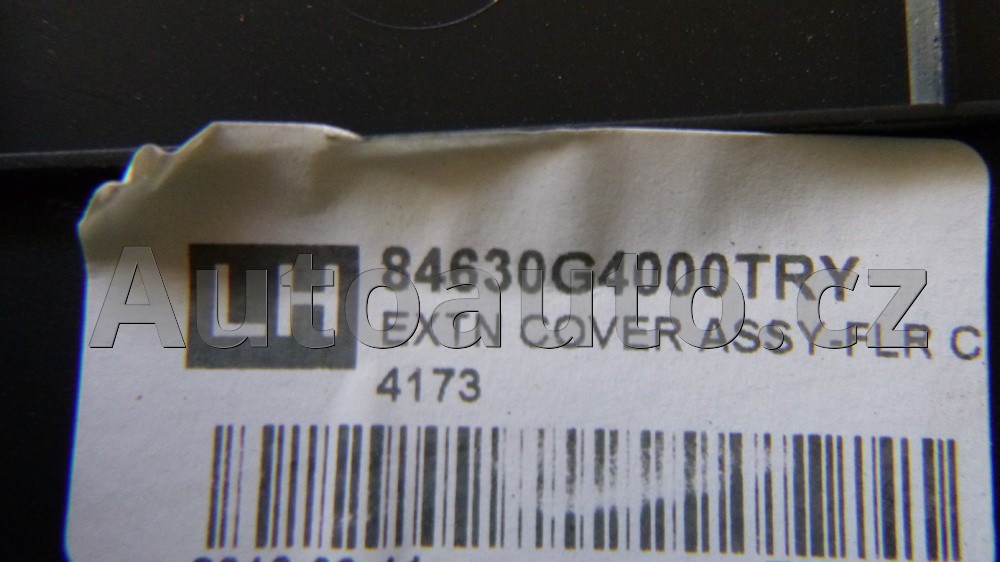 LH
84630G4000TRY
EXTN COVER ASSY-FLR C
4173
Autoauto.cz